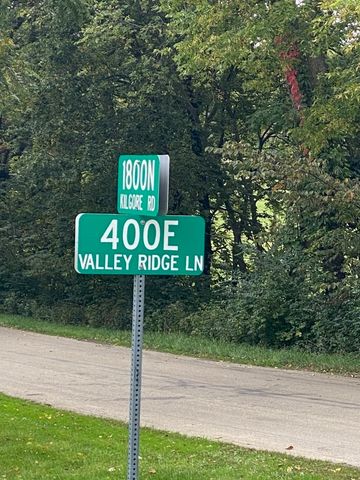 1800N
KILGORE RD
400E
VALLEY RIDGE LN